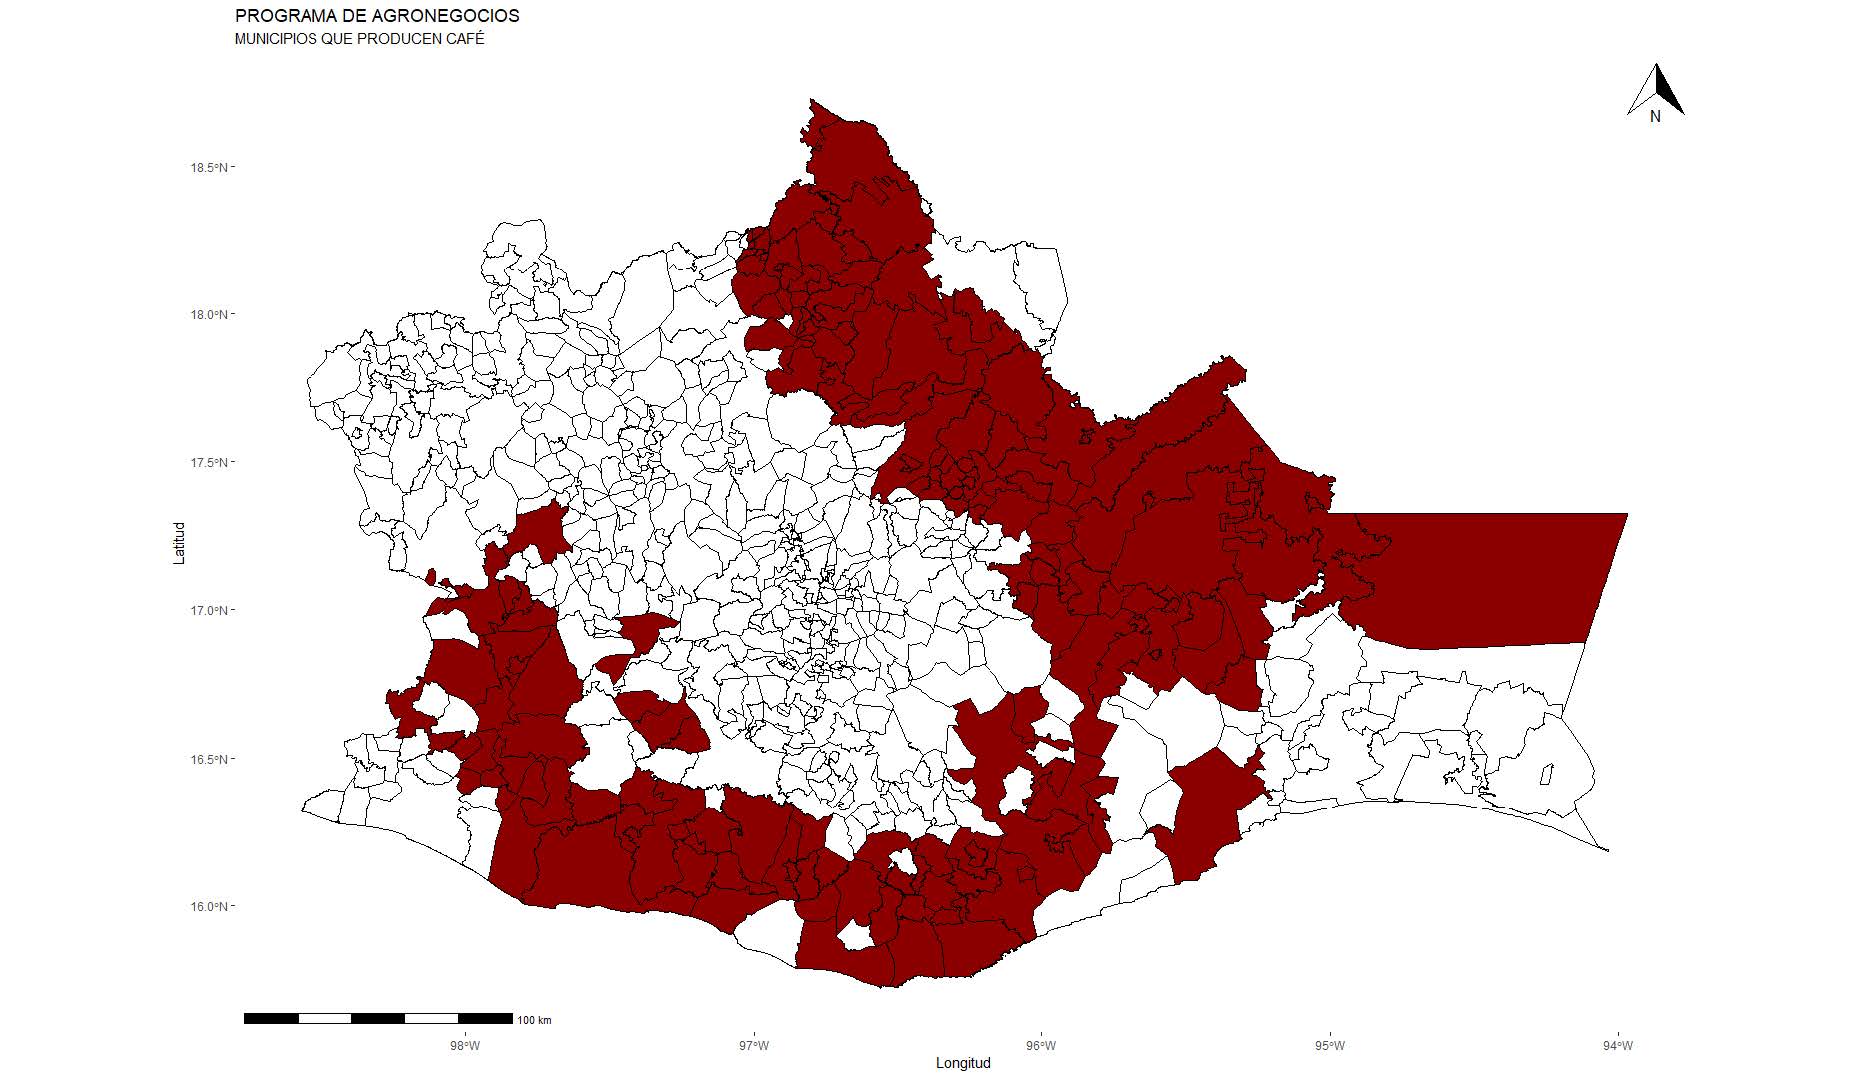 PROGRAMA DE AGRONEGOCIOS
MUNICIPIOS QUE PRODUCEN CAFÉ
N
18.5°N
18.0°N
17.5°N
17.0°N
16.5°N
16.0°N
Latitud
100 km
98°W
97°W
96°W
95°W
94°W
Longitud